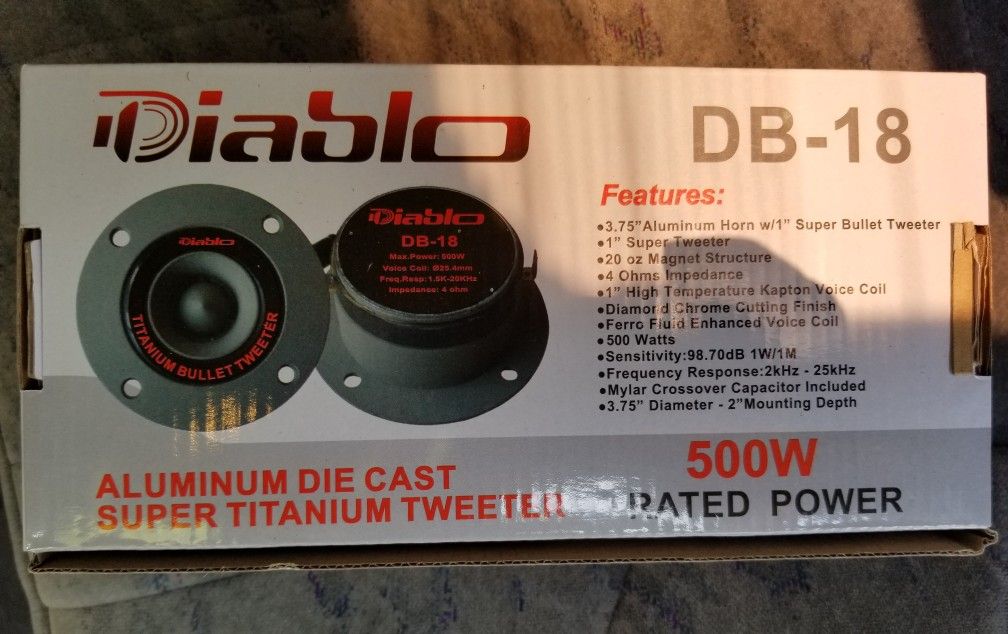 Diablo
DB-18
Diablo
TITANIUM BULLET TWEETER
Diablo
DB-18
Max.Power: 500W
Voice Coil: Ø25.4mm
Freq.Resp: 1.5K-20KHz
Impedance: 4 ohm
Features:
•3.75”Aluminum Horn w/1” Super Bullet Tweeter
•1” Super Tweeter
•20 oz Magnet Structure
•4 Ohms Impedance
•1” High Temperature Kapton Voice Coil
•Diamond Chrome Cutting Finish
•Ferro Fluid Enhanced Voice Coil
•500 Watts
•Sensitivity:98.70dB 1W/1M
•Frequency Response:2kHz - 25kHz
•Mylar Crossover Capacitor Included
•3.75” Diameter - 2”Mounting Depth
ALUMINUM DIE CAST
SUPER TITANIUM TWEETER
500W
RATED POWER